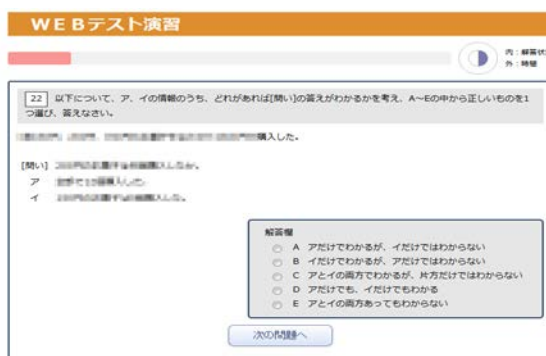 WEBテスト演習
内:解答状
外:時間
22 以下について、ア、イの情報のうち、どれがあれば[問い]の答えがわかるかを考え、A〜Eの中から正しいものを1
つ選び、答えなさい。
購入した。
[問い]
ア
イ
解答欄
A アだけでわかるが、イだけではわからない
B イだけでわかるが、アだけではわからない
C アとイの両方でわかるが、片方だけではわからない
D アだけでも、イだけでもわかる
E アとイの両方あってもわからない
次の問題へ